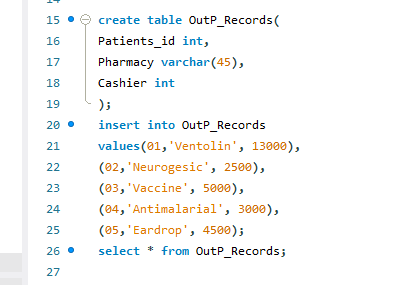 15 create table OutP_Records(
16 Patients_id int,
17 Pharmacy varchar(45),
18 Cashier int
19 );
20 insert into OutP_Records
21 values(01,'Ventolin', 13000),
22 (02,'Neurogesic', 2500),
23 (03,'Vaccine', 5000),
24 (04,'Antimalarial', 3000),
25 (05,'Eardrop', 4500);
26 select * from OutP_Records;
27